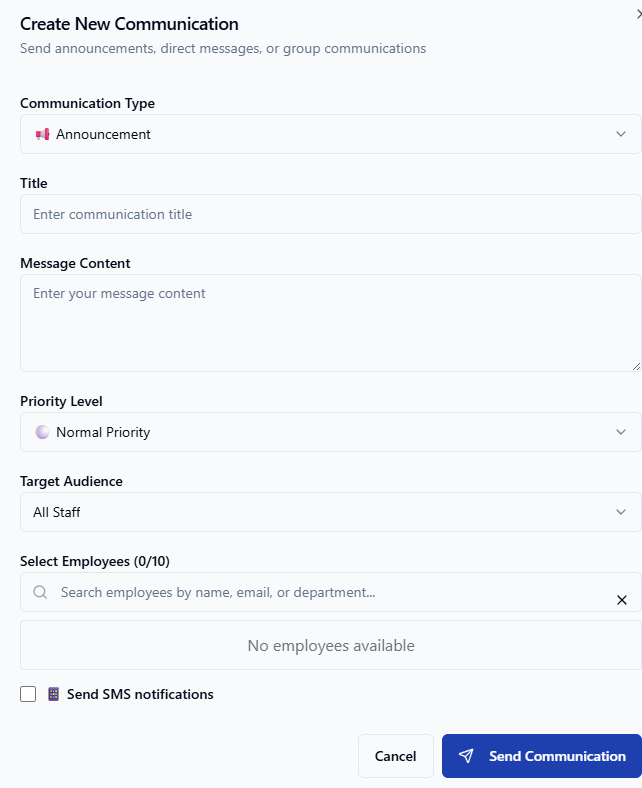 Create New Communication
Send announcements, direct messages, or group communications
Communication Type
Announcement
Title
Enter communication title
Message Content
Enter your message content
Priority Level
Normal Priority
Target Audience
All Staff
Select Employees (0/10)
Search employees by name, email, or department...
No employees available
Send SMS notifications
Cancel
Send Communication